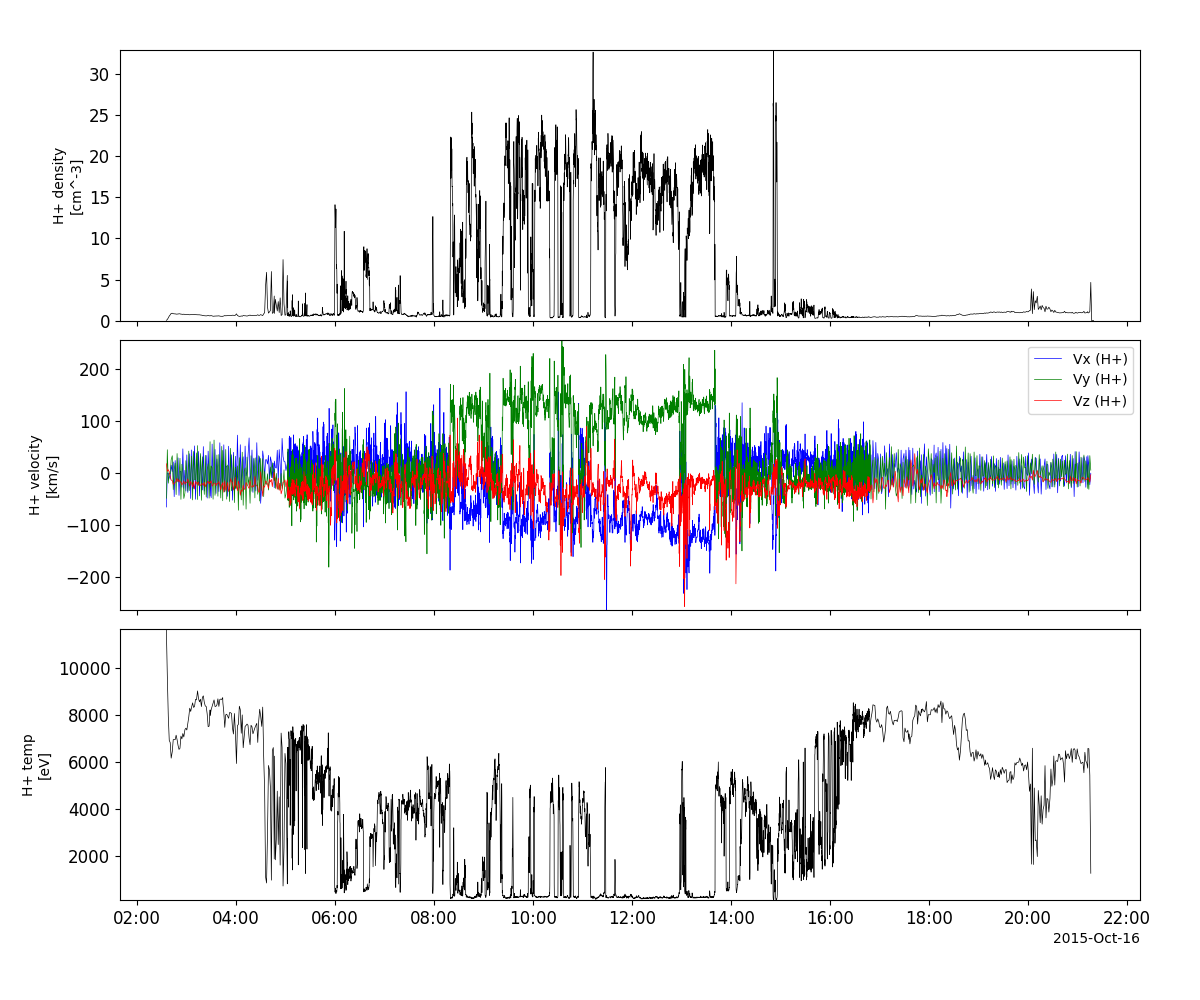 30
25
20
15
10
5
0
H+ density
[cm^-3]
200
100
0
−100
−200
H+ velocity
[km/s]
Vx (H+)
Vy (H+)
Vz (H+)
10000
8000
6000
4000
2000
H+ temp
[eV]
02:00 04:00 06:00 08:00 10:00 12:00 14:00 16:00 18:00 20:00 22:00
2015-Oct-16